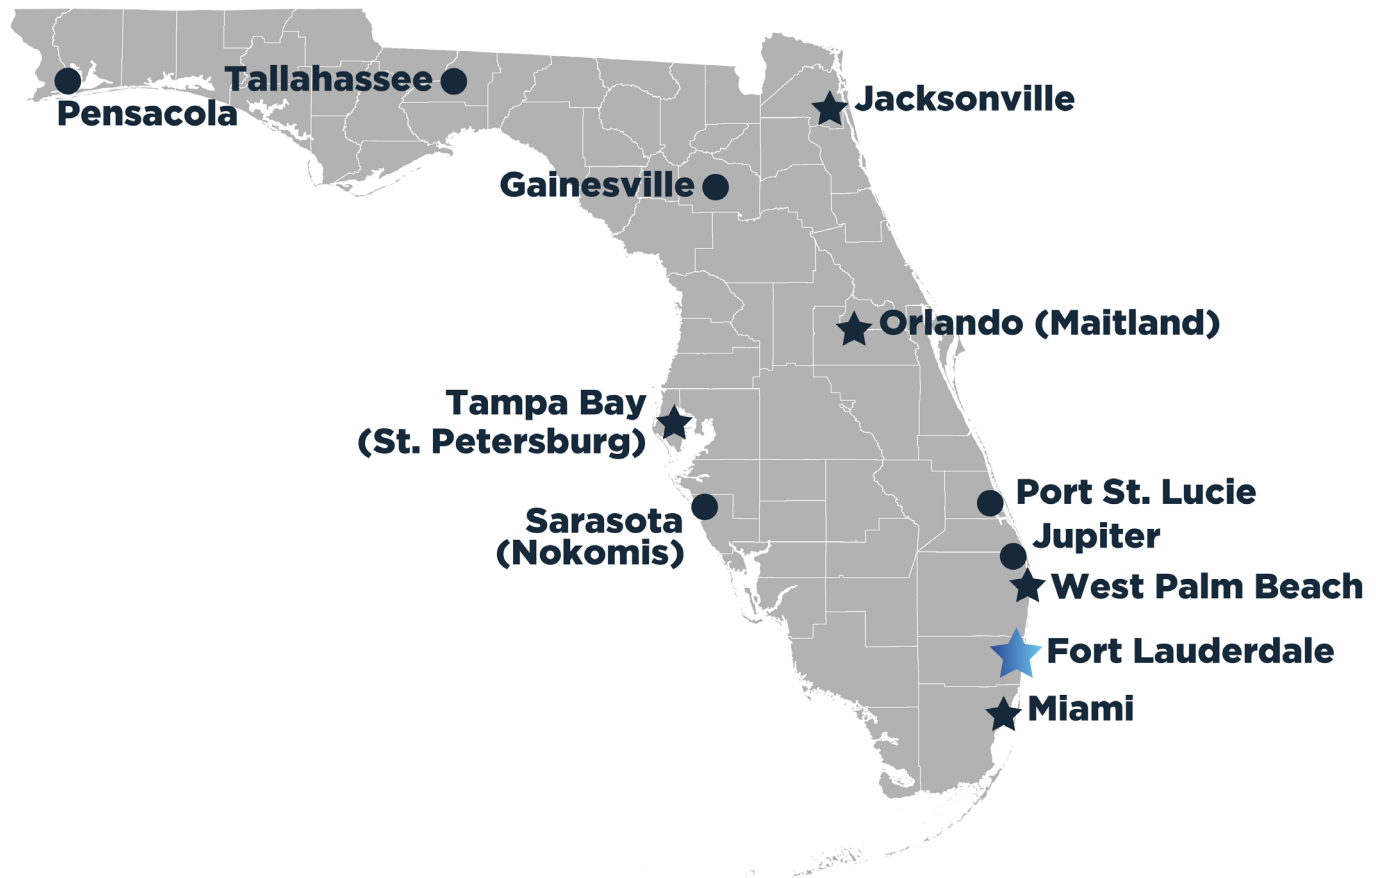 Tallahassee
Pensacola
Jacksonville
Gainesville
Orlando (Maitland)
Tampa Bay
(St. Petersburg)
Port St. Lucie
Sarasota
(Nokomis)
Jupiter
West Palm Beach
Fort Lauderdale
Miami